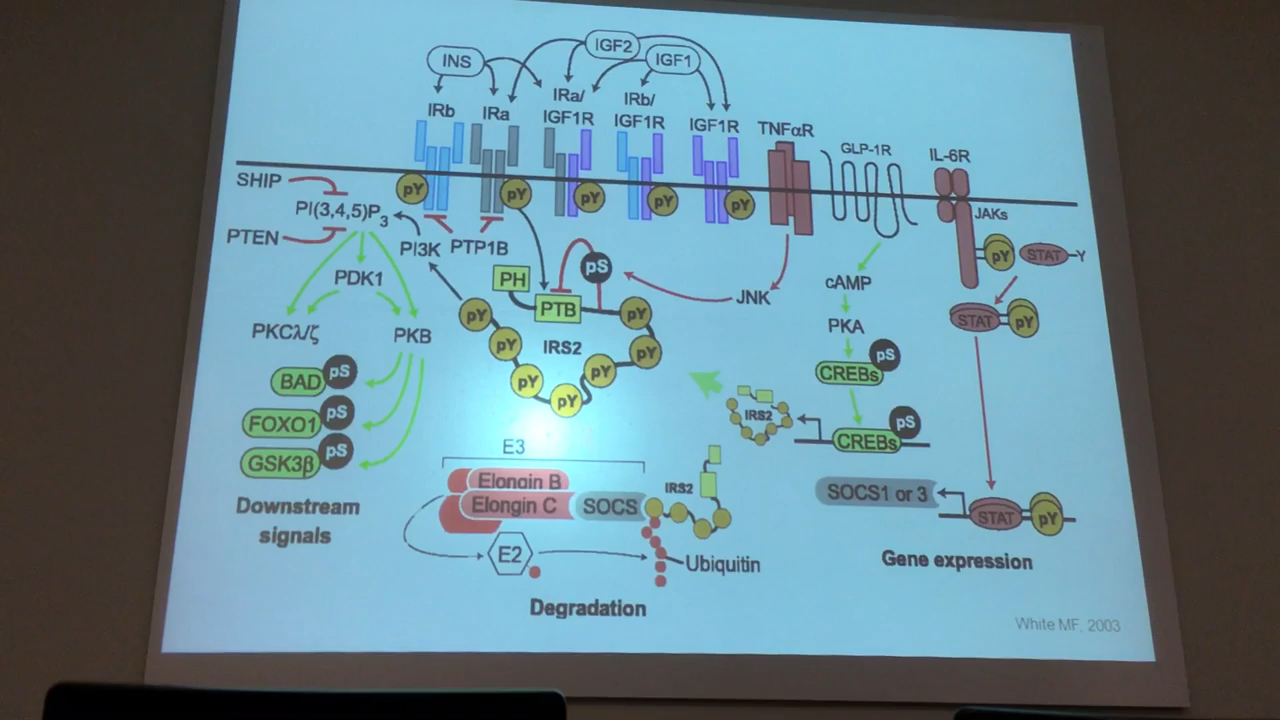 IGF2
INS
IGF1
IRb
IRa
IRa/
IGF1R
IRb/
IGF1R
IGF1R
TNFαR
GLP-1R
IL-6R
SHIP
PI(3,4,5)P3
PTEN
PI3K
PTP1B
pY
pY
pY
pY
pY
JAKs
pY
STAT
Y
PDK1
PH
PTB
pS
JNK
cAMP
PKCλ/ζ
PKB
pY
pY
pY
pY
pY
pY
pY
IRS2
PKA
STAT
pY
CREBs
pS
BAD
pS
FOXO1
pS
GSK3β
pS
IRS2
CREBs
pS
Downstream
signals
E3
Elongin B
Elongin C
SOCS
IRS2
E2
Ubiquitin
Degradation
SOCS1 or 3
STAT
pY
Gene expression
White MF, 2003